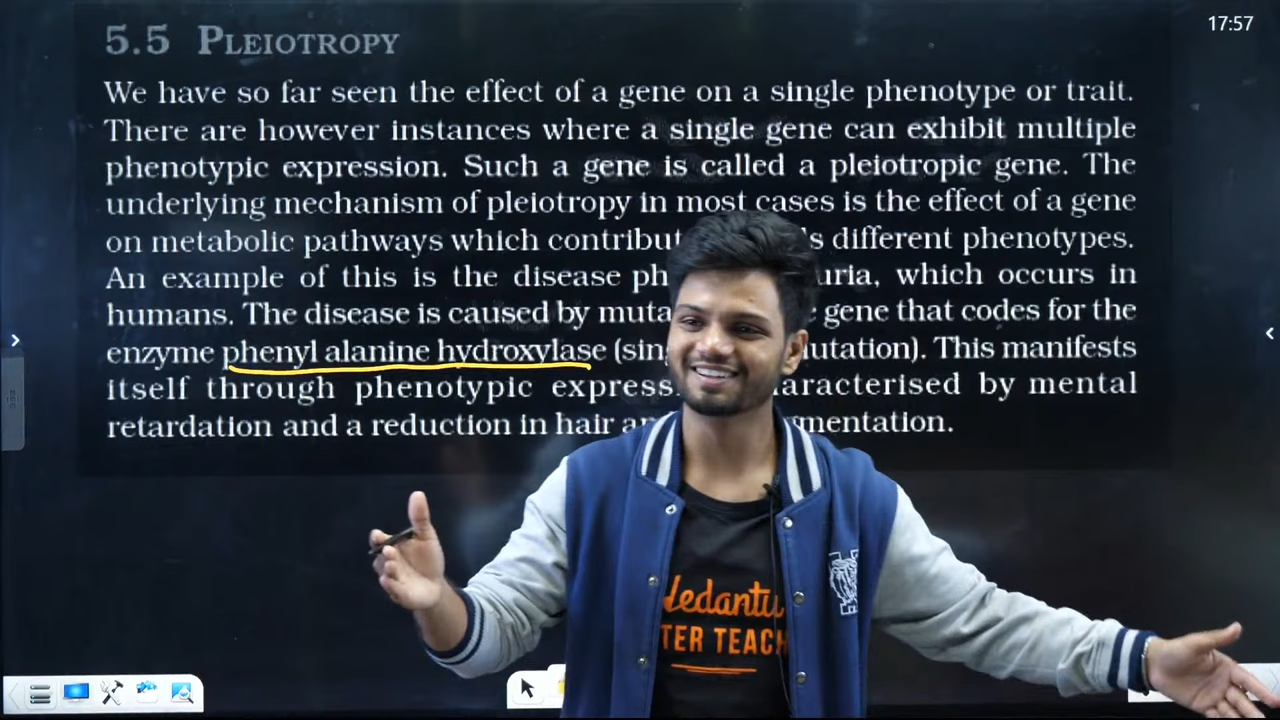 17:57
5.5 PLEIOTROPY
We have so far seen the effect of a gene on a single phenotype or trait.
There are however instances where a single gene can exhibit multiple
phenotypic expression. Such a gene is called a pleiotropic gene. The
underlying mechanism of pleiotropy in most cases is the effect of a gene
on metabolic pathways which contribut s different phenotypes.
An example of this is the disease ph uria, which occurs in
humans. The disease is caused by muta gene that codes for the
enzyme phenyl alanine hydroxylase (sin utation). This manifests
itself through phenotypic express aracterised by mental
retardation and a reduction in hair a mentation.
Vedantu
TER TEACH